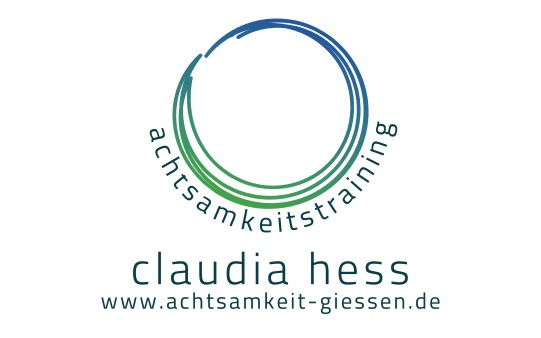 achtsamkeitstraining
claudia hess
www.achtsamkeit-giessen.de